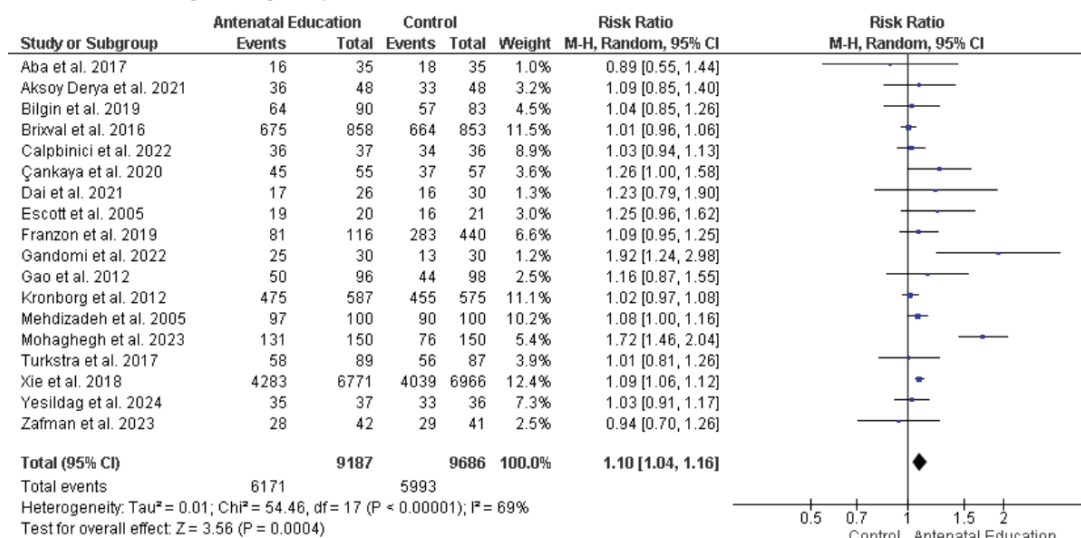 Antenatal Education Control Risk Ratio Risk Ratio
Study or Subgroup Events Total Events Total Weight M-H, Random, 95% CI M-H, Random, 95% CI
Aba et al. 2017 16 35 18 35 1.0% 0.89 [0.55, 1.44]
Aksoy Derya et al. 2021 36 48 33 48 3.2% 1.09 [0.85, 1.40]
Bilgin et al. 2019 64 90 57 83 4.5% 1.04 [0.85, 1.26]
Brixval et al. 2016 675 858 664 853 11.5% 1.01 [0.96, 1.06]
Calpbinici et al. 2022 36 37 34 36 8.9% 1.03 [0.94, 1.13]
Çankaya et al. 2020 45 55 37 57 3.6% 1.26 [1.00, 1.58]
Dai et al. 2021 17 26 16 30 1.3% 1.23 [0.79, 1.90]
Escott et al. 2005 19 20 16 21 3.0% 1.25 [0.96, 1.62]
Franzon et al. 2019 81 116 283 440 6.6% 1.09 [0.95, 1.25]
Gandomi et al. 2022 25 30 13 30 1.2% 1.92 [1.24, 2.98]
Gao et al. 2012 50 96 44 98 2.5% 1.16 [0.87, 1.55]
Kronborg et al. 2012 475 587 455 575 11.1% 1.02 [0.97, 1.08]
Mehdizadeh et al. 2005 97 100 90 100 10.2% 1.08 [1.00, 1.16]
Mohaghegh et al. 2023 131 150 76 150 5.4% 1.72 [1.46, 2.04]
Turkstra et al. 2017 58 89 56 87 3.9% 1.01 [0.81, 1.26]
Xie et al. 2018 4283 6771 4039 6966 12.4% 1.09 [1.06, 1.12]
Yesildag et al. 2024 35 37 33 36 7.3% 1.03 [0.91, 1.17]
Zafman et al. 2023 28 42 29 41 2.5% 0.94 [0.70, 1.26]
Total (95% CI) 9187 9686 100.0% 1.10 [1.04, 1.16]
Total events 6171 5993
Heterogeneity: Tau² = 0.01; Chi² = 54.46, df = 17 (P < 0.00001); I² = 69%
Test for overall effect: Z = 3.56 (P = 0.0004)
0.5 0.7 1 1.5 2
Control Antenatal Education